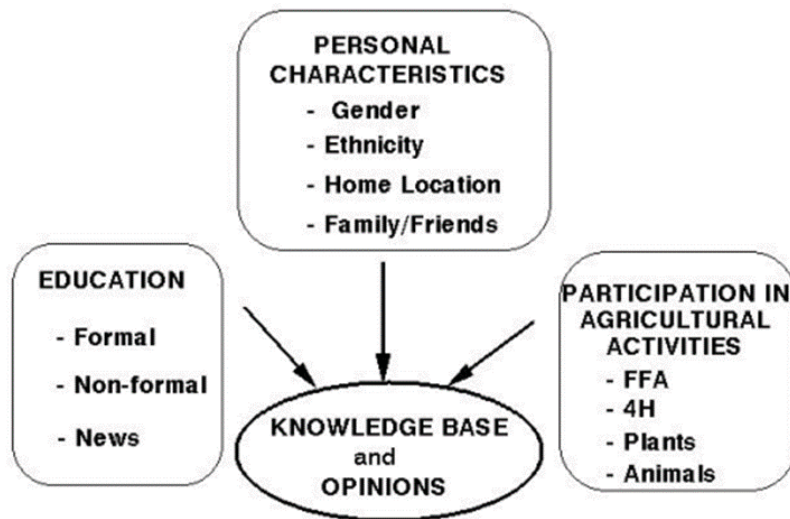 PERSONAL
CHARACTERISTICS
- Gender
- Ethnicity
- Home Location
- Family/Friends
EDUCATION
- Formal
- Non-formal
- News
PARTICIPATION IN
AGRICULTURAL
ACTIVITIES
- FFA
- 4H
- Plants
- Animals
KNOWLEDGE BASE
and
OPINIONS